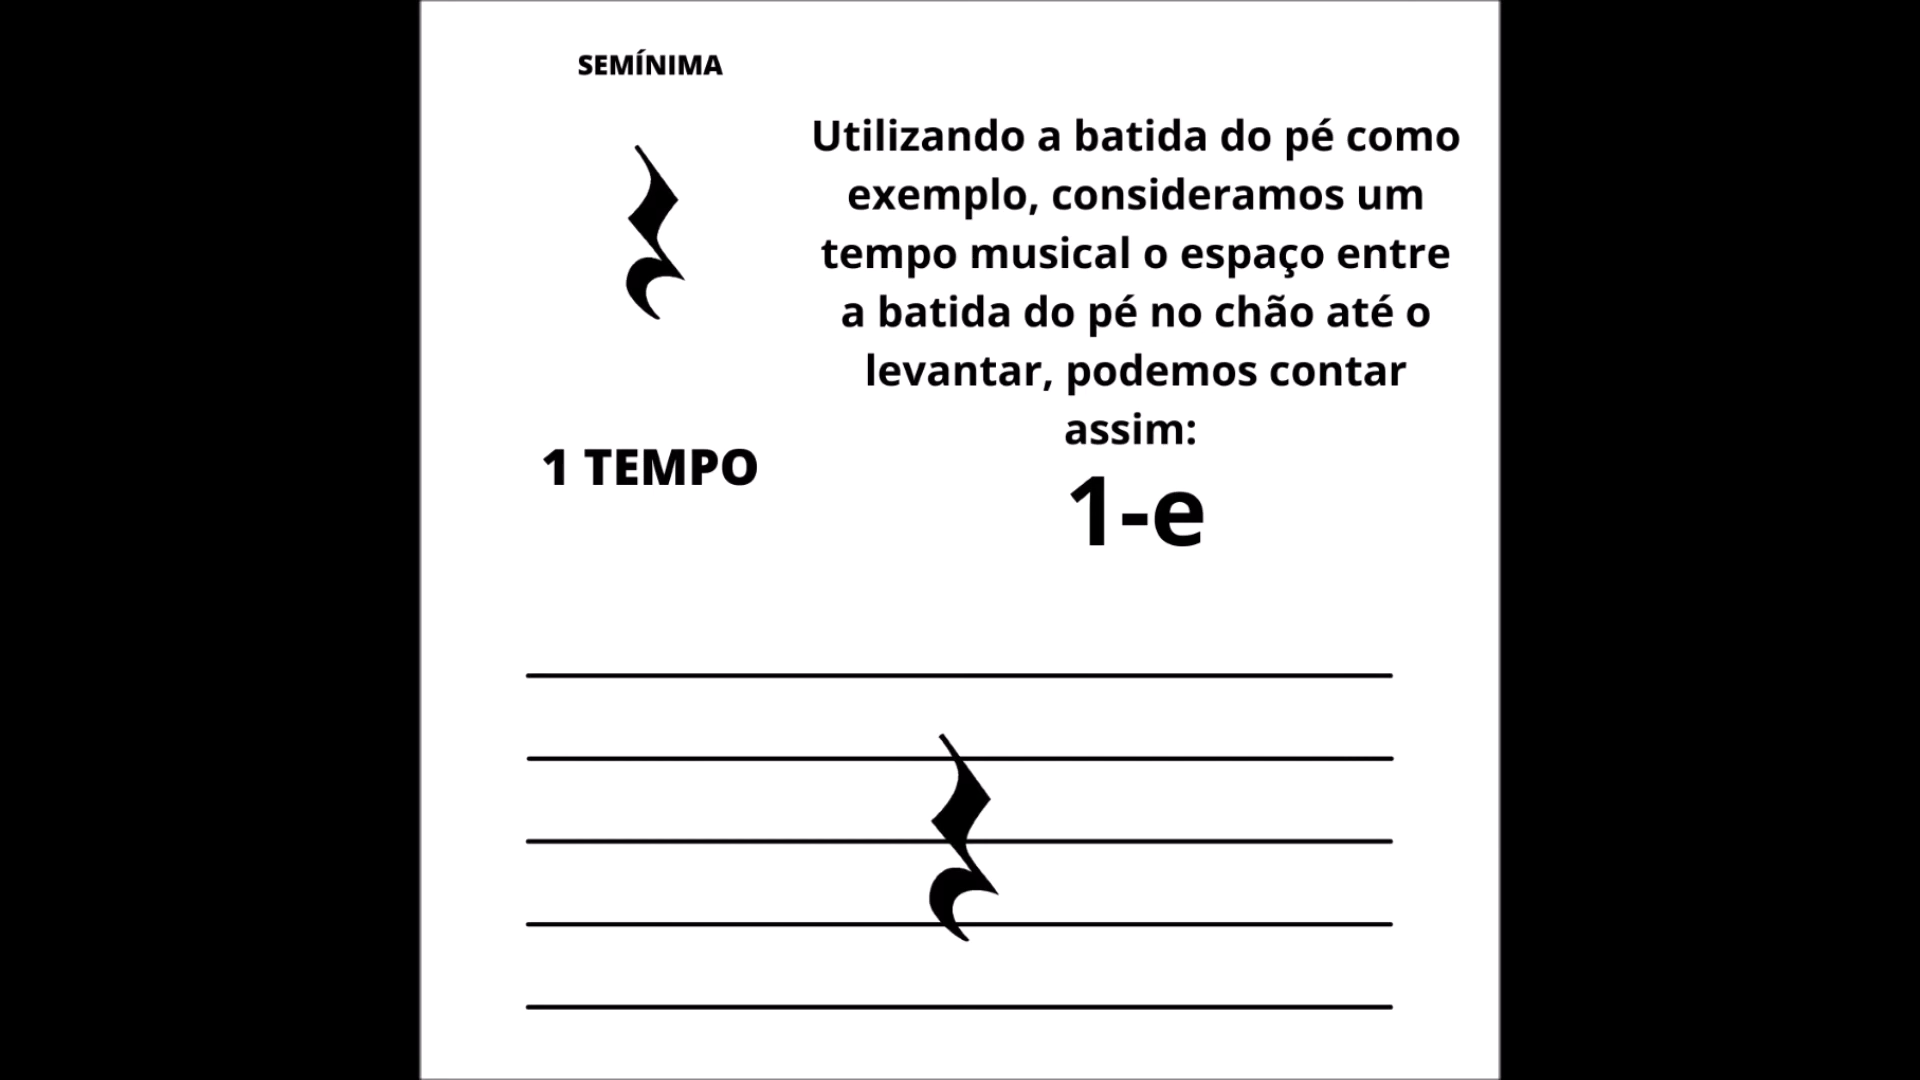 SEMÍNIMA
Utilizando a batida do pé como
exemplo, consideramos um
tempo musical o espaço entre
a batida do pé no chão até o
levantar, podemos contar
assim:
1 TEMPO
1-e